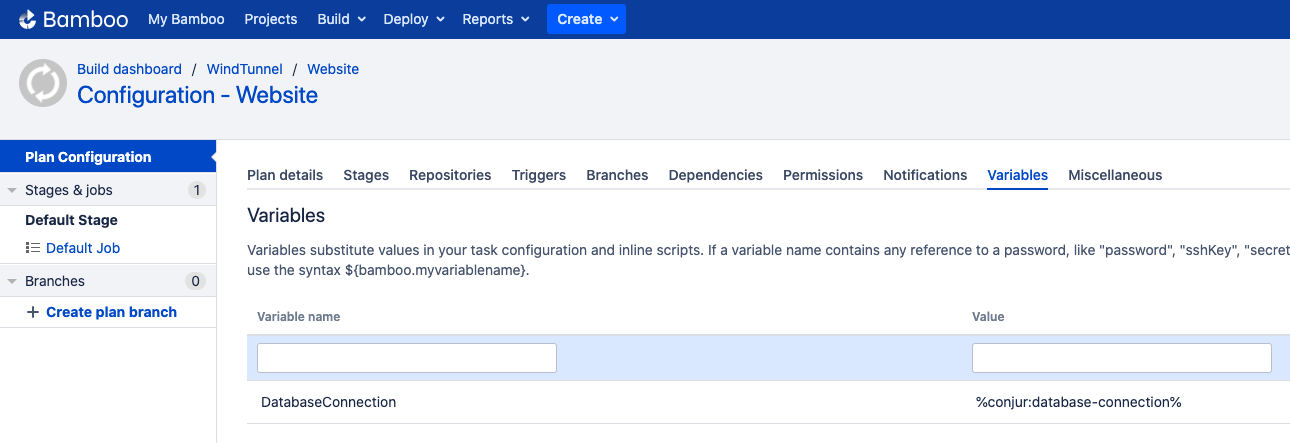 Bamboo My Bamboo Projects Build Deploy Reports Create
Build dashboard / WindTunnel / Website
Configuration - Website
Plan Configuration
Stages & jobs 1
Default Stage
Default Job
Branches 0
+ Create plan branch
Plan details Stages Repositories Triggers Branches Dependencies Permissions Notifications Variables Miscellaneous
Variables
Variables substitute values in your task configuration and inline scripts. If a variable name contains any reference to a password, like "password", "sshKey", "secret
use the syntax ${bamboo.myvariablename}.
Variable name Value
DatabaseConnection %conjur:database-connection%